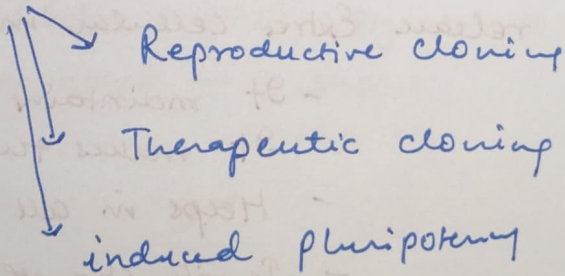 Reproductive cloning
Therapeutic cloning
induced pluripotency